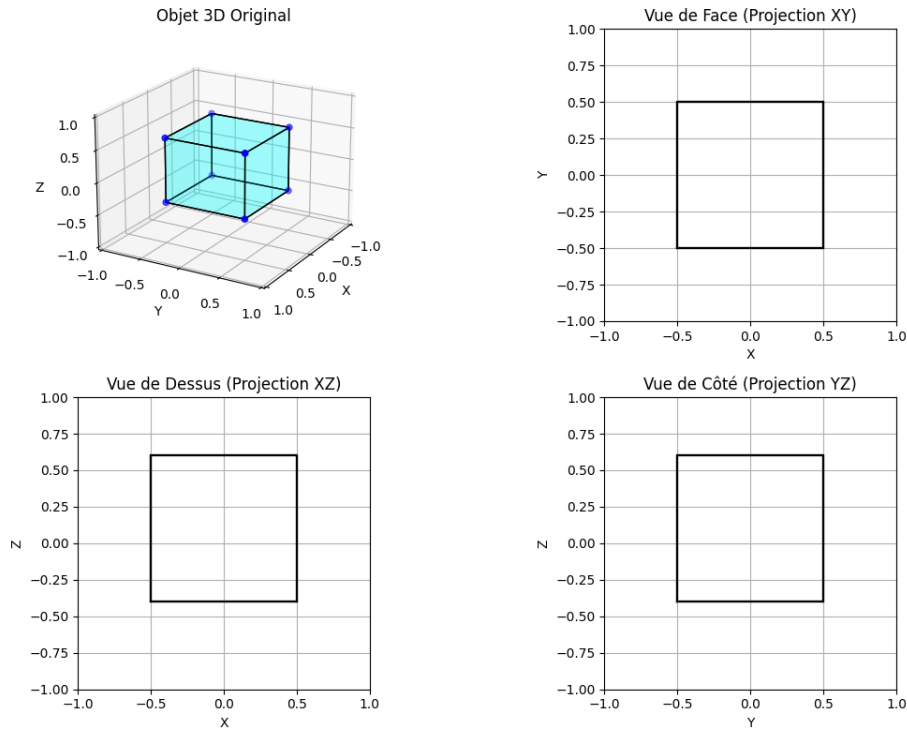 Objet 3D Original
1.0
0.5
0.0
−0.5
−1.0
Z
−1.0
−0.5
0.0
0.5
1.0
Y
−1.0
−0.5
0.0
0.5
1.0
X
Vue de Face (Projection XY)
1.00
0.75
0.50
0.25
0.00
−0.25
−0.50
−0.75
−1.00
Y
−1.0 −0.5 0.0 0.5 1.0
X
Vue de Dessus (Projection XZ)
1.00
0.75
0.50
0.25
0.00
−0.25
−0.50
−0.75
−1.00
Z
−1.0 −0.5 0.0 0.5 1.0
X
Vue de Côté (Projection YZ)
1.00
0.75
0.50
0.25
0.00
−0.25
−0.50
−0.75
−1.00
Z
−1.0 −0.5 0.0 0.5 1.0
Y